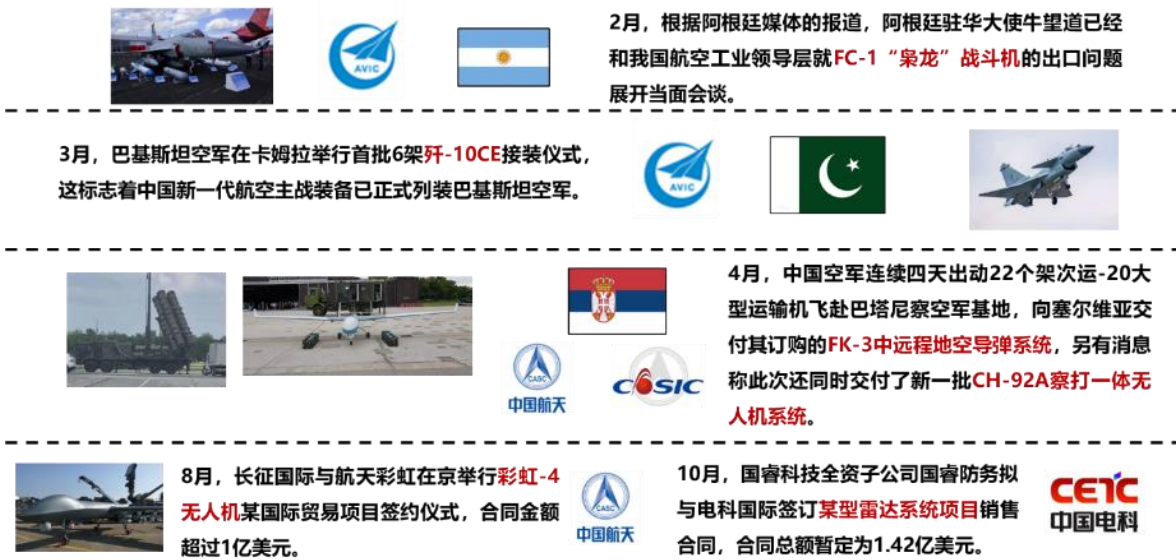 AVIC
2月，根据阿根廷媒体的报道，阿根廷驻华大使牛望道已经
和我国航空工业领导层就FC-1“枭龙”战斗机的出口问题
展开当面会谈。
3月，巴基斯坦空军在卡姆拉举行首批6架歼-10CE接装仪式，
这标志着中国新一代航空主战装备已正式列装巴基斯坦空军。
AVIC
4月，中国空军连续四天出动22个架次运-20大
型运输机飞赴巴塔尼察空军基地，向塞尔维亚交
付其订购的FK-3中远程地空导弹系统，另有消息
称此次还同时交付了新一批CH-92A察打一体无
人机系统。
CASC
中国航天
CASIC
8月，长征国际与航天彩虹在京举行彩虹-4
无人机某国际贸易项目签约仪式，合同金额
超过1亿美元。
CASC
中国航天
10月，国睿科技全资子公司国睿防务拟
与电科国际签订某型雷达系统项目销售
合同，合同总额暂定为1.42亿美元。
CETC
中国电科